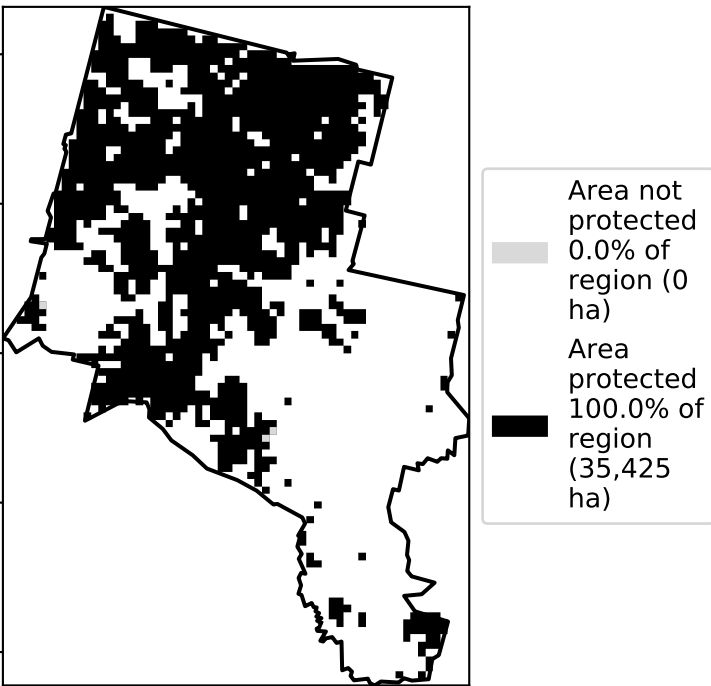 Area not
protected
0.0% of
region (0
ha)
Area
protected
100.0% of
region
(35,425
ha)